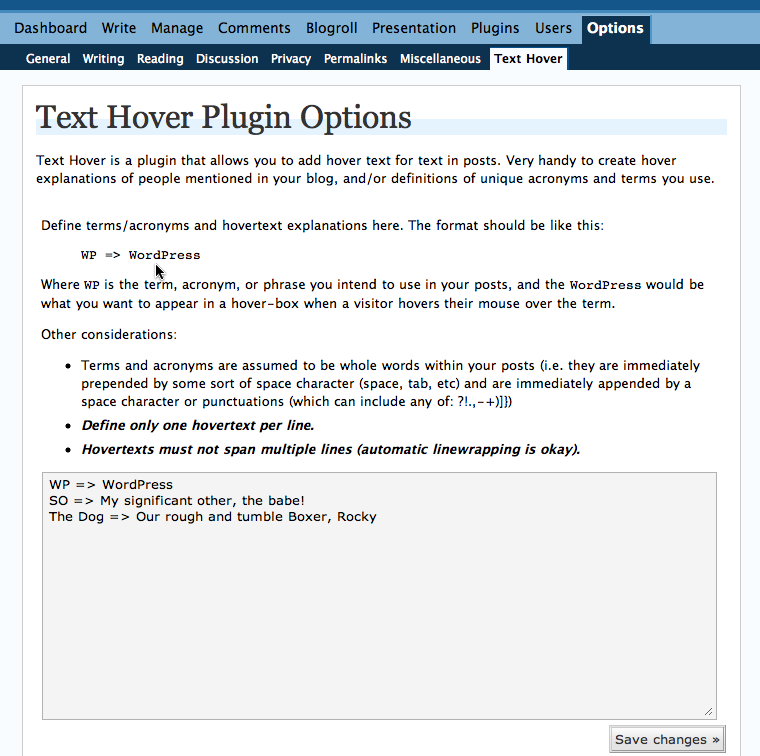 Dashboard Write Manage Comments Blogroll Presentation Plugins Users Options
General Writing Reading Discussion Privacy Permalinks Miscellaneous Text Hover
Text Hover Plugin Options
Text Hover is a plugin that allows you to add hover text for text in posts. Very handy to create hover
explanations of people mentioned in your blog, and/or definitions of unique acronyms and terms you use.
Define terms/acronyms and hovertext explanations here. The format should be like this:
WP => WordPress
Where WP is the term, acronym, or phrase you intend to use in your posts, and the WordPress would be
what you want to appear in a hover-box when a visitor hovers their mouse over the term.
Other considerations:
• Terms and acronyms are assumed to be whole words within your posts (i.e. they are immediately
prepended by some sort of space character (space, tab, etc) and are immediately appended by a
space character or punctuations (which can include any of: ?!.,-+)]})
• Define only one hovertext per line.
• Hovertexts must not span multiple lines (automatic linewrapping is okay).
WP => WordPress
SO => My significant other, the babe!
The Dog => Our rough and tumble Boxer, Rocky
Save changes »